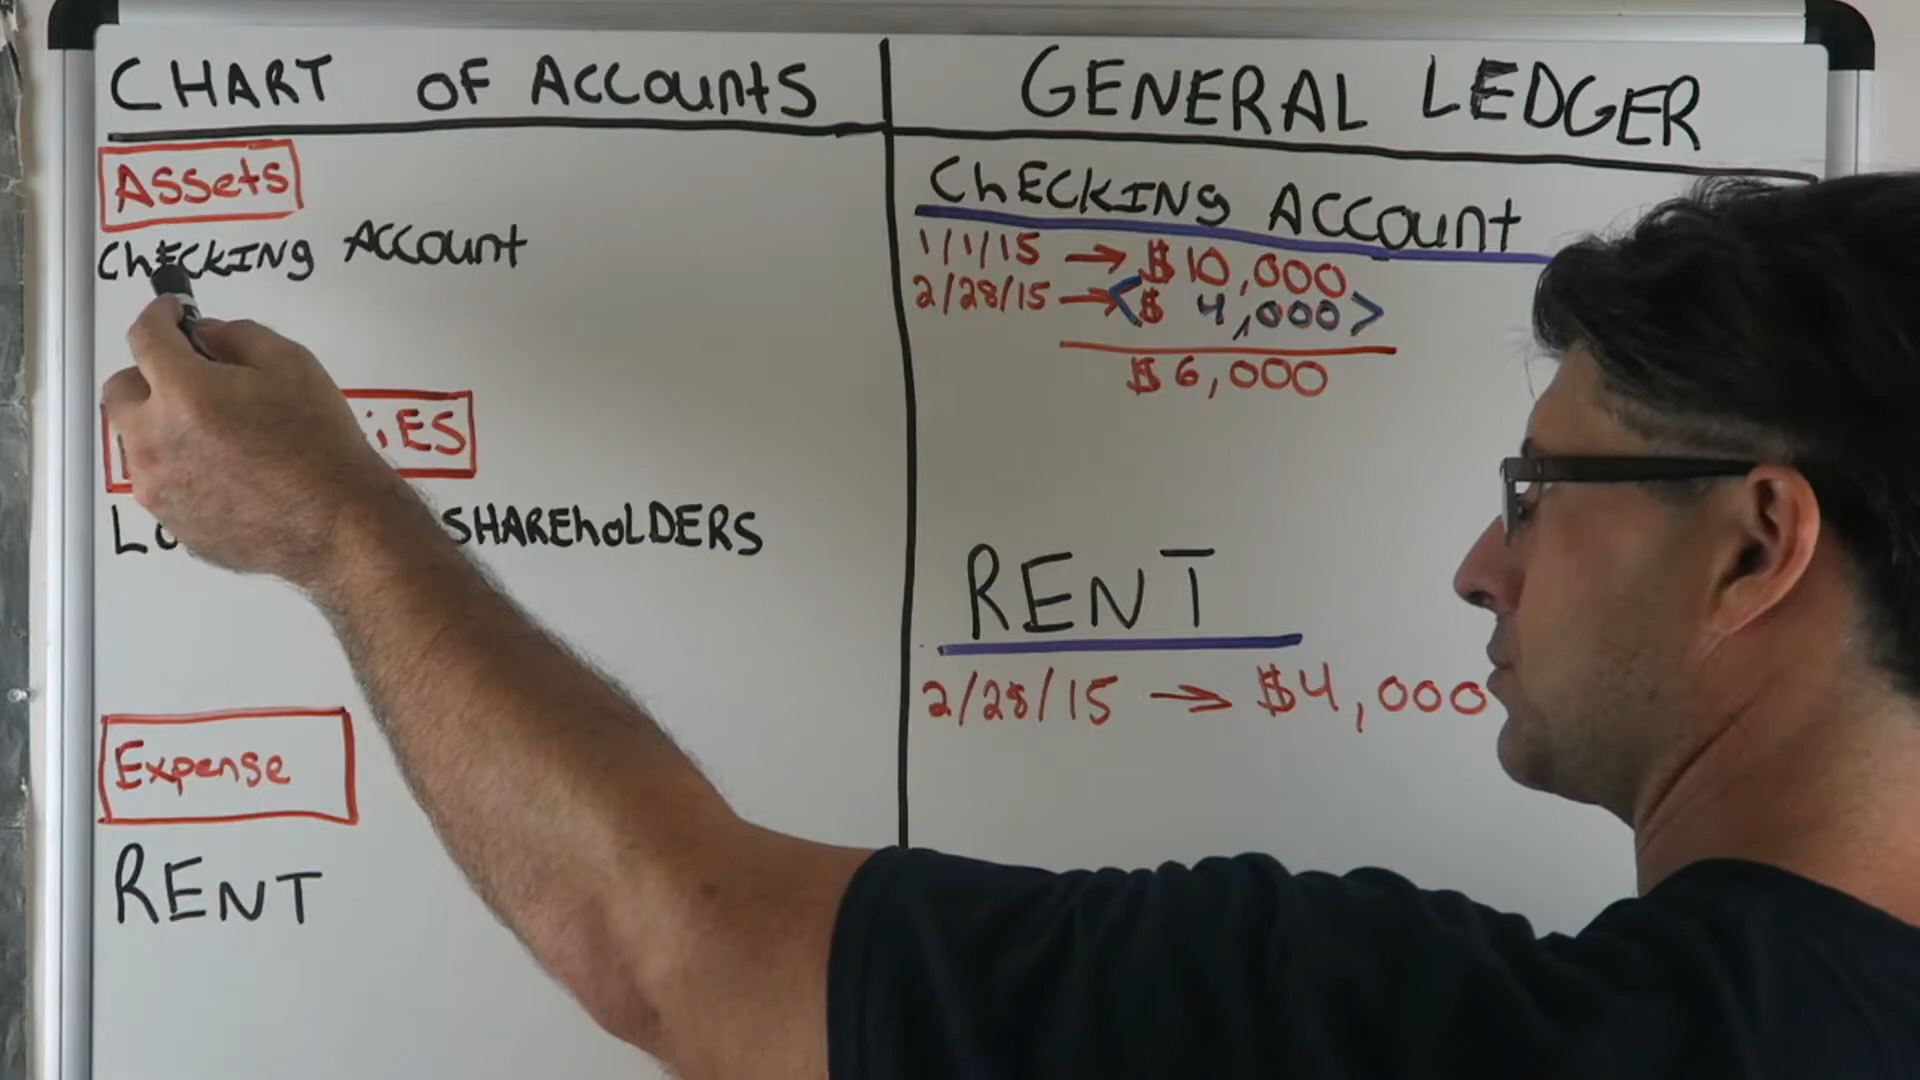 CHART OF Accounts
Assets
ChECKING Account
SHAREhoLDERS
Expense
RENT
GENERAL LEDGER
ChECKING Account
1/1/15 → $10,000
2/28/15 → <$ 4,000>
$6,000
RENT
2/28/15 → $4,000